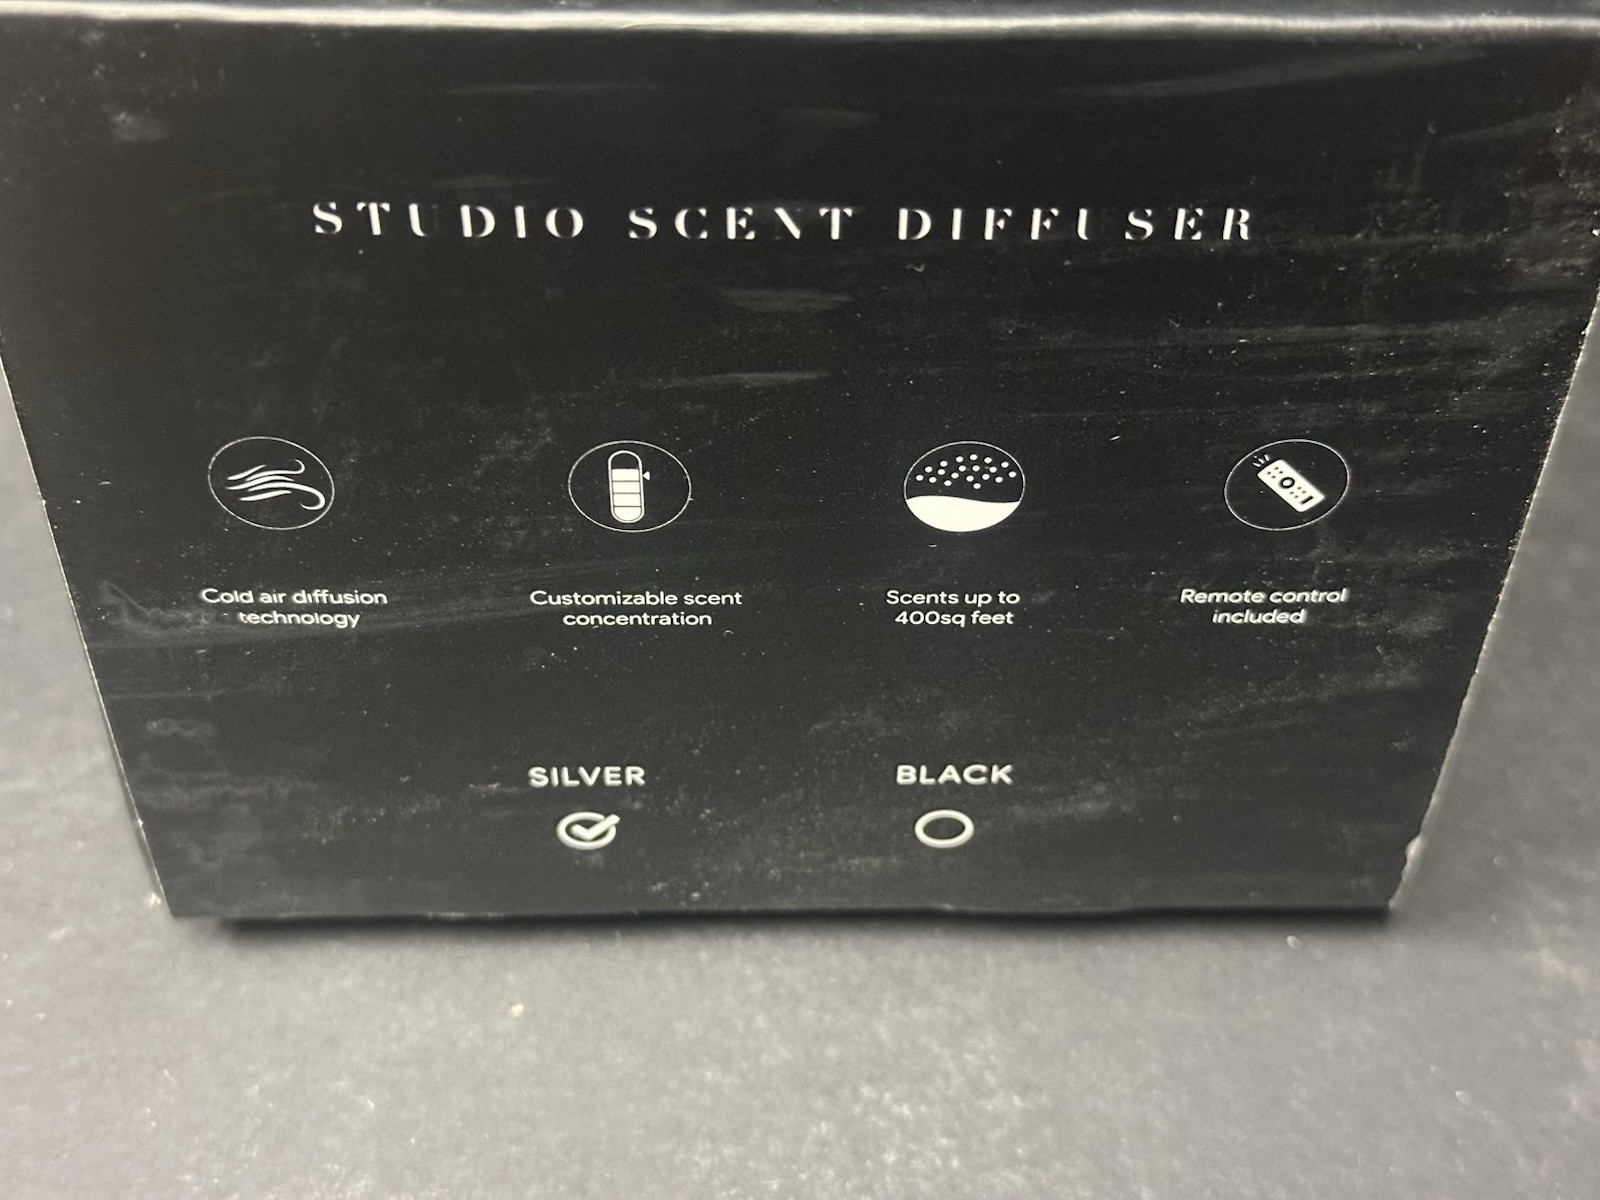 STUDIO SCENT DIFFUSER
Cold air diffusion
technology
Customizable scent
concentration
Scents up to
400sq feet
Remote control
included
SILVER
BLACK